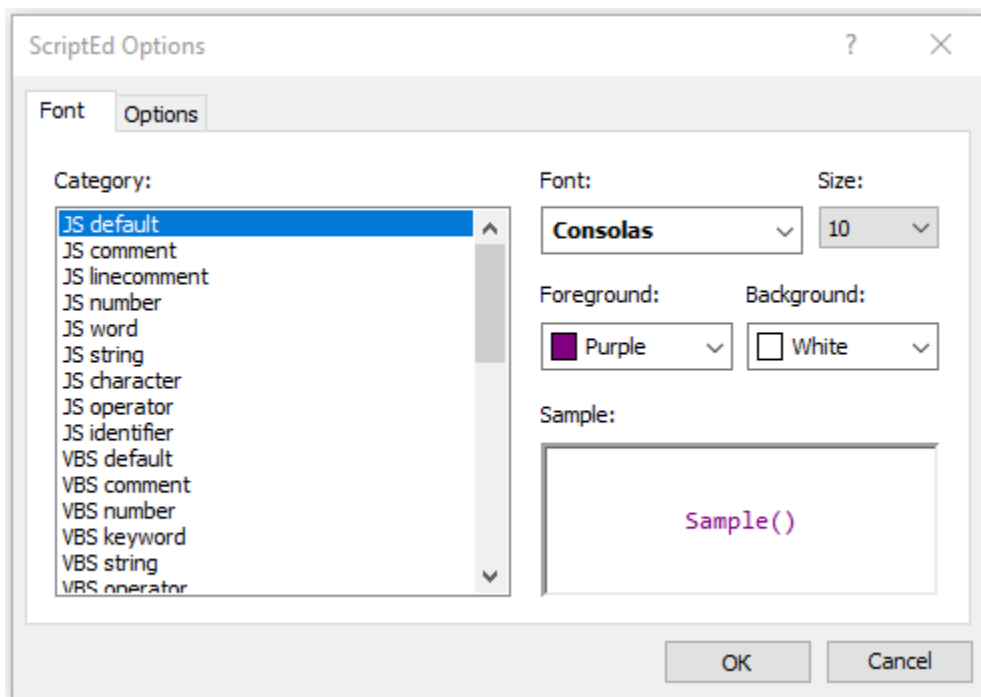 ScriptEd Options
Font
Options
Category:
JS default
JS comment
JS linecomment
JS number
JS word
JS string
JS character
JS operator
JS identifier
VBS default
VBS comment
VBS number
VBS keyword
VBS string
VBS operator
Font:
Size:
Consolas
10
Foreground:
Background:
Purple
White
Sample:
Sample()
OK
Cancel